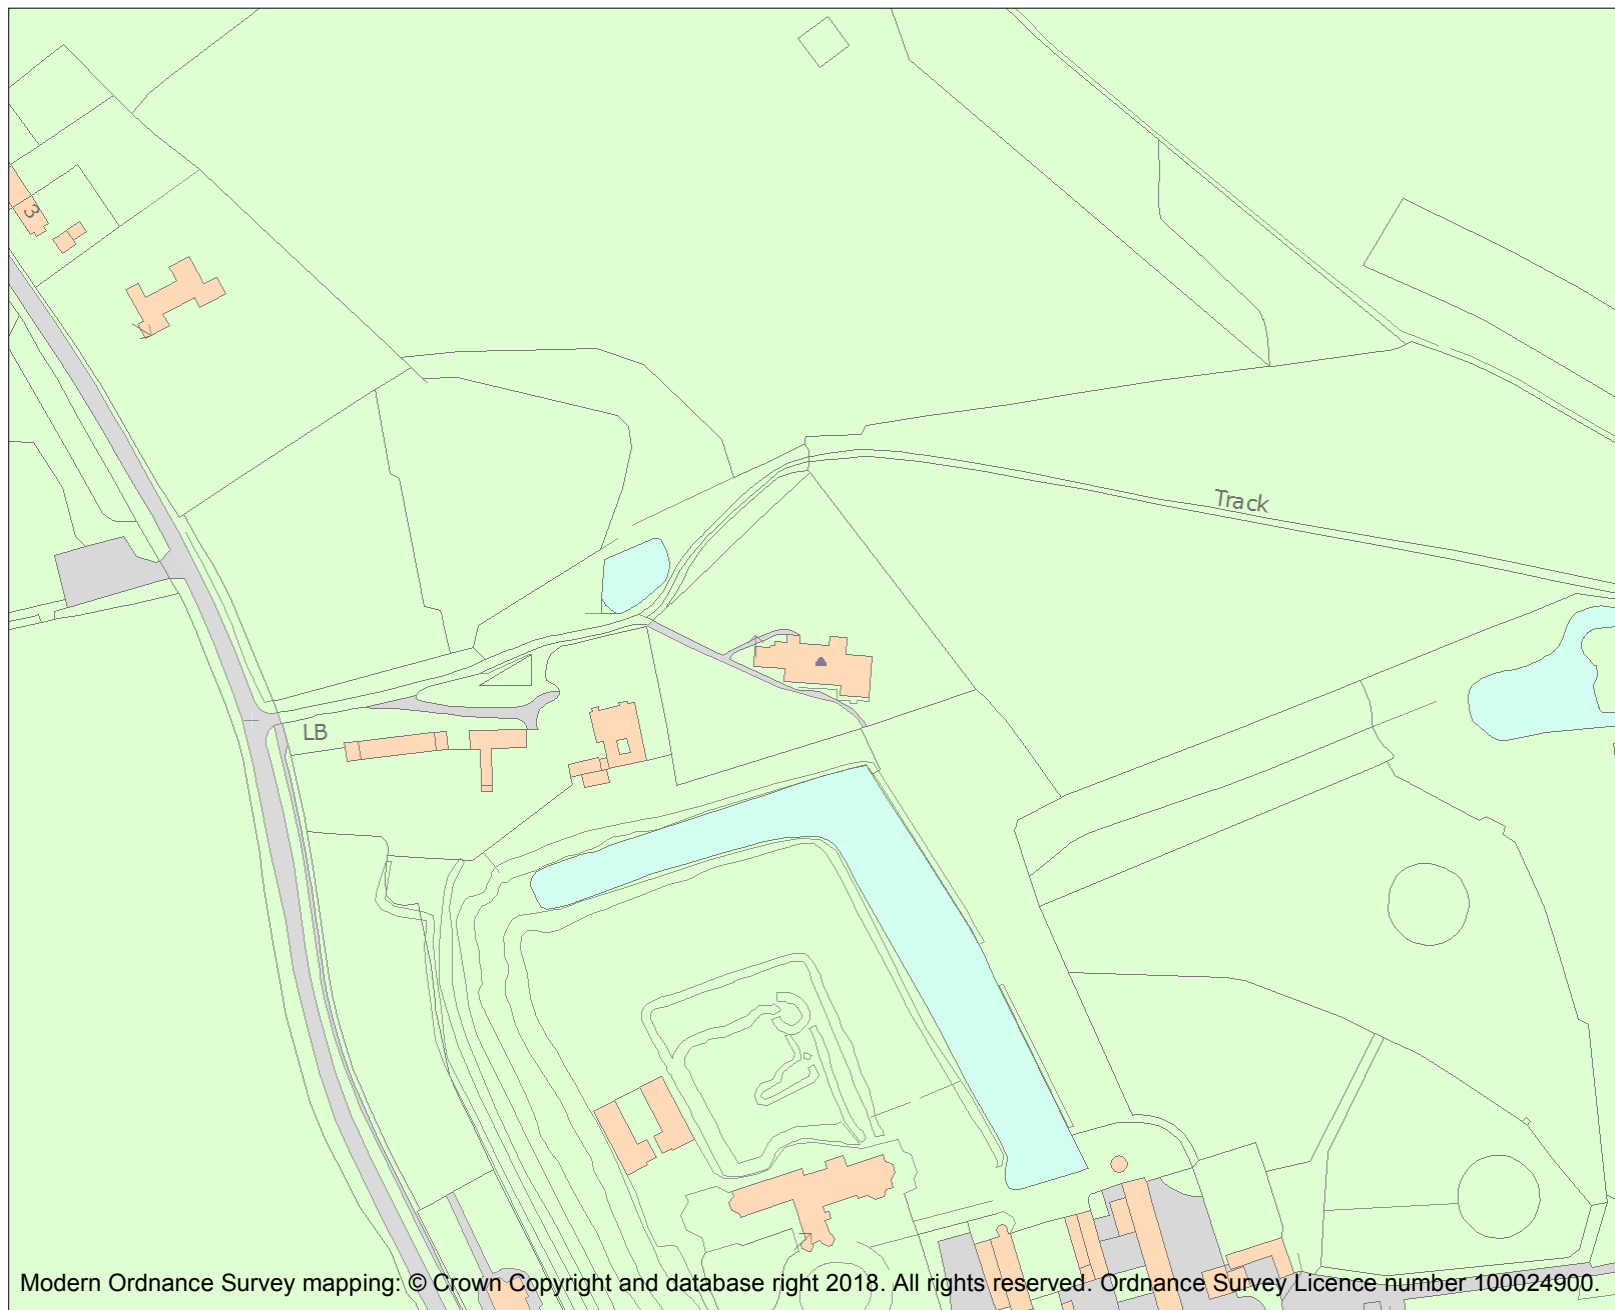 3
Track
LB
Modern Ordnance Survey mapping: © Crown Copyright and database right 2018. All rights reserved. Ordnance Survey Licence number 100024900.